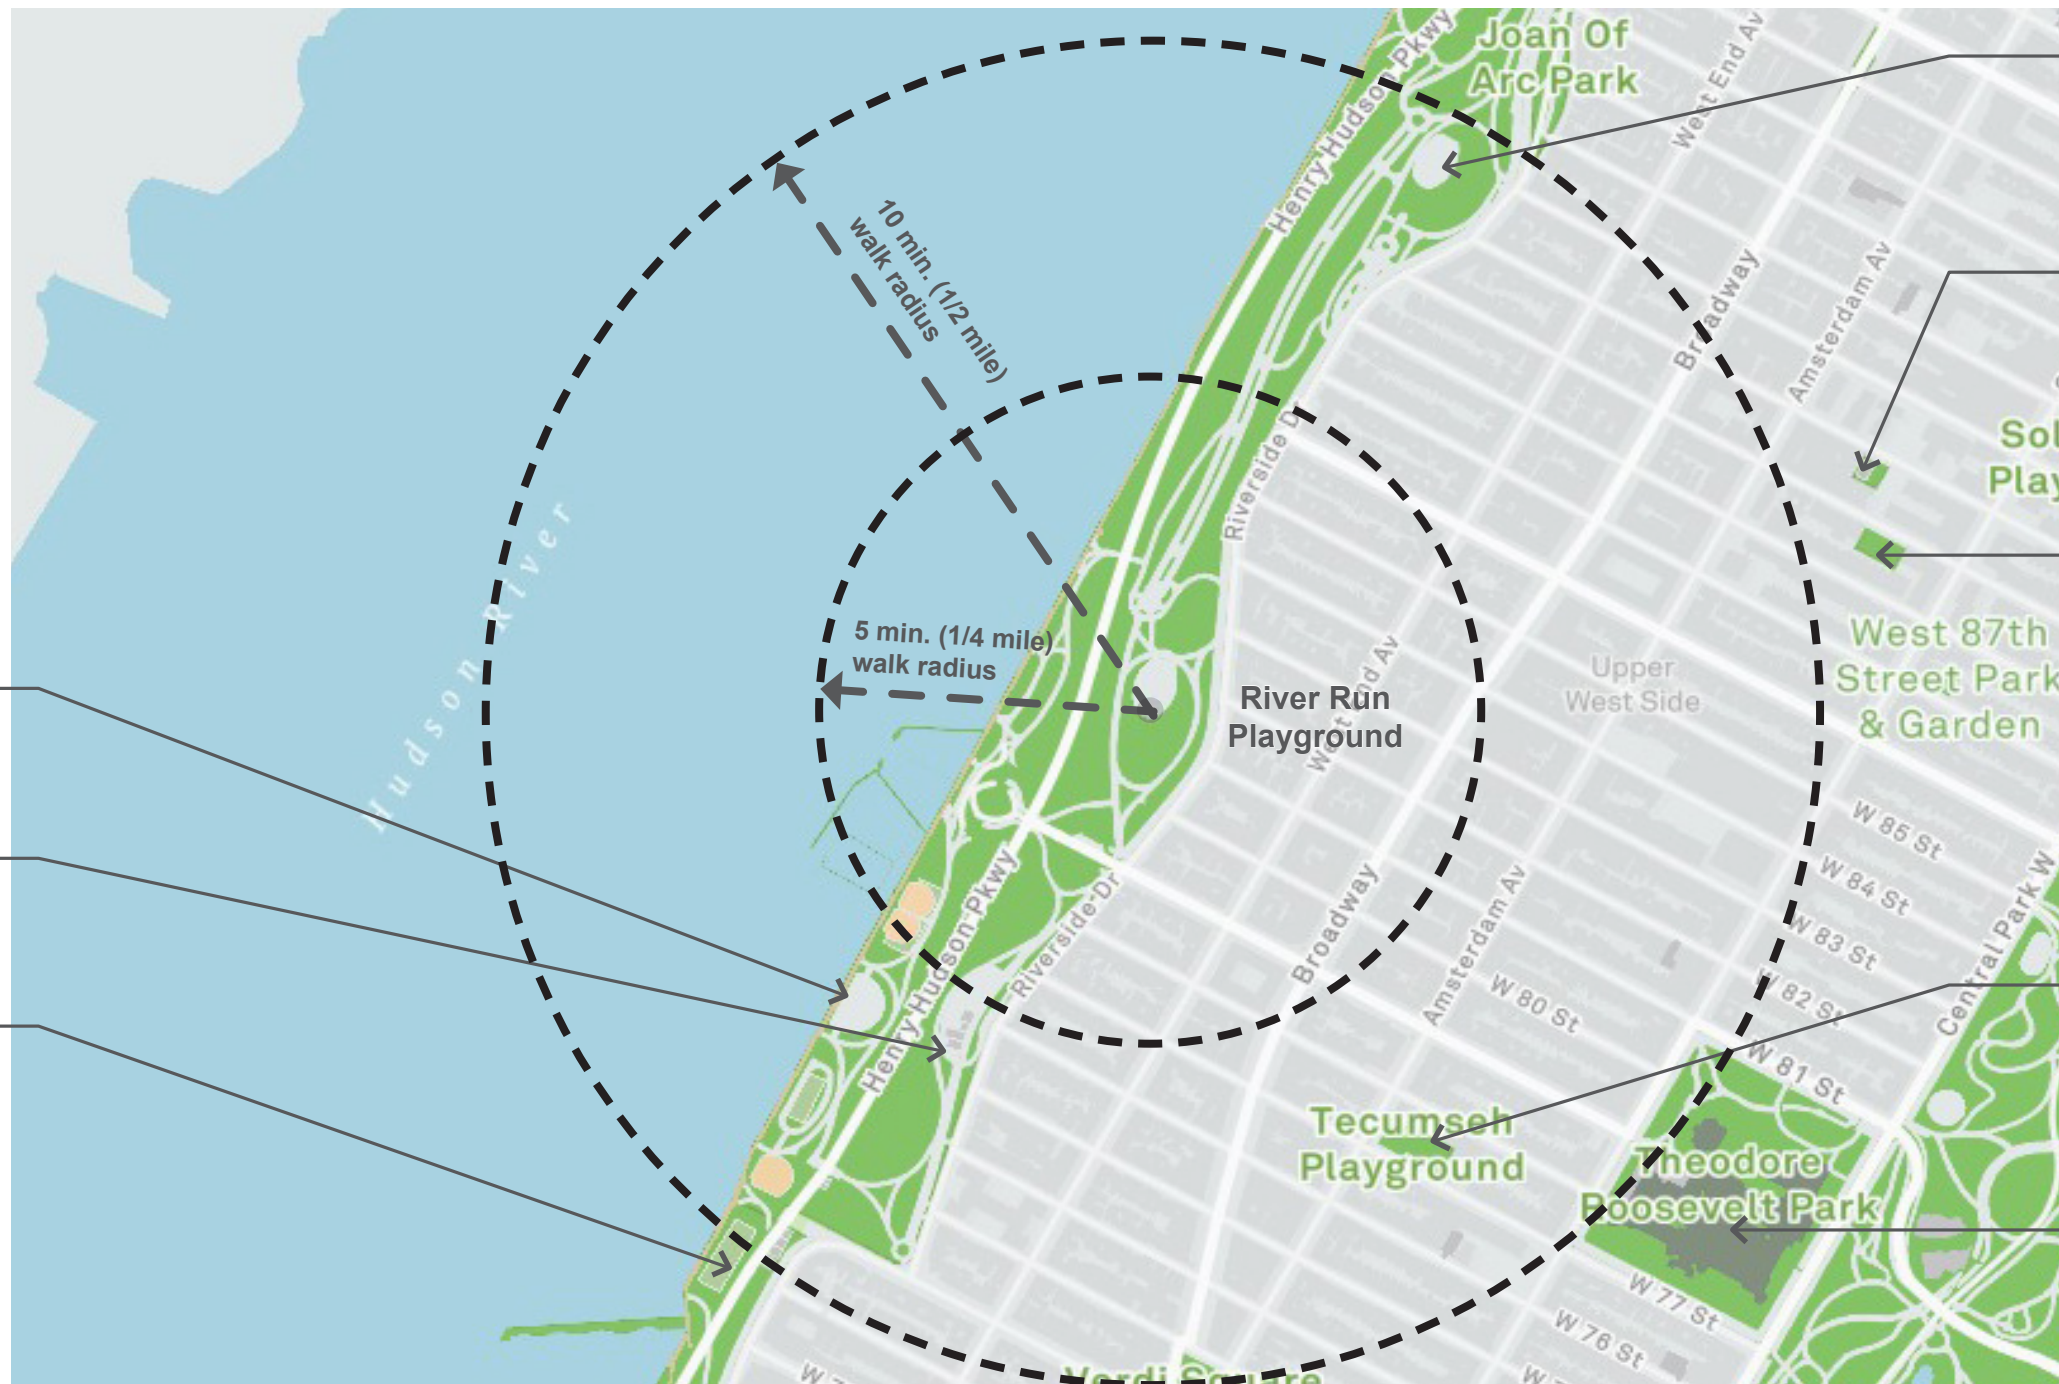 Joan Of
Arc Park
Henry Hudson Pkwy
West End Av
10 min. (1/2 mile)
walk radius
Broadway
Amsterdam Av
Riverside D
Sol
Play
Hudson River
5 min. (1/4 mile)
walk radius
River Run
Playground
West End Av
Upper
West Side
West 87th
Street Park
& Garden
W 85 St
W 84 St
W 83 St
W 82 St
W 81 St
W 80 St
Central Park W
Henry Hudson Pkwy
Riverside Dr
Broadway
Amsterdam Av
Tecumseh
Playground
Theodore
Roosevelt Park
W 77 St
W 76 St
Verdi Square